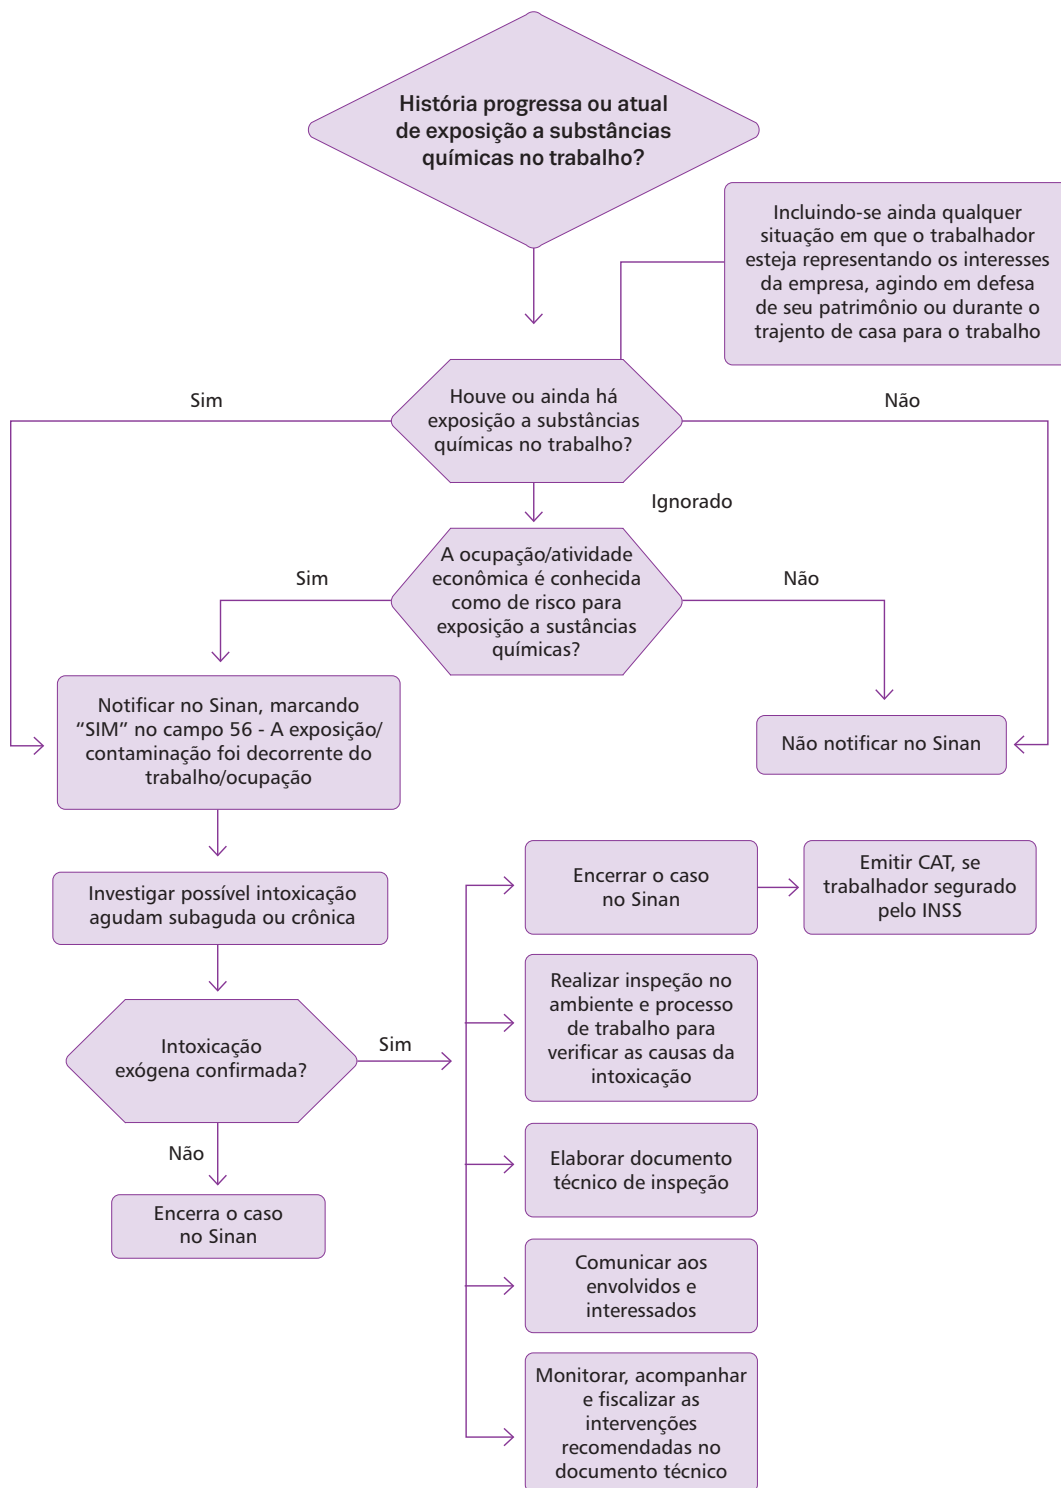 História progressa ou atual
de exposição a substâncias
químicas no trabalho?
Incluindo-se ainda qualquer
situação em que o trabalhador
esteja representando os interesses
da empresa, agindo em defesa
de seu patrimônio ou durante o
trajento de casa para o trabalho
Sim
Houve ou ainda há
exposição a substâncias
químicas no trabalho?
Não
Ignorado
Sim
A ocupação/atividade
econômica é conhecida
como de risco para
exposição a sustâncias
químicas?
Não
Notificar no Sinan, marcando
“SIM” no campo 56 - A exposição/
contaminação foi decorrente do
trabalho/ocupação
Não notificar no Sinan
Investigar possível intoxicação
agudam subaguda ou crônica
Encerrar o caso
no Sinan
Emitir CAT, se
trabalhador segurado
pelo INSS
Realizar inspeção no
ambiente e processo
de trabalho para
verificar as causas da
intoxicação
Intoxicação
exógena confirmada?
Sim
Não
Elaborar documento
técnico de inspeção
Encerra o caso
no Sinan
Comunicar aos
envolvidos e
interessados
Monitorar, acompanhar
e fiscalizar as
intervenções
recomendadas no
documento técnico